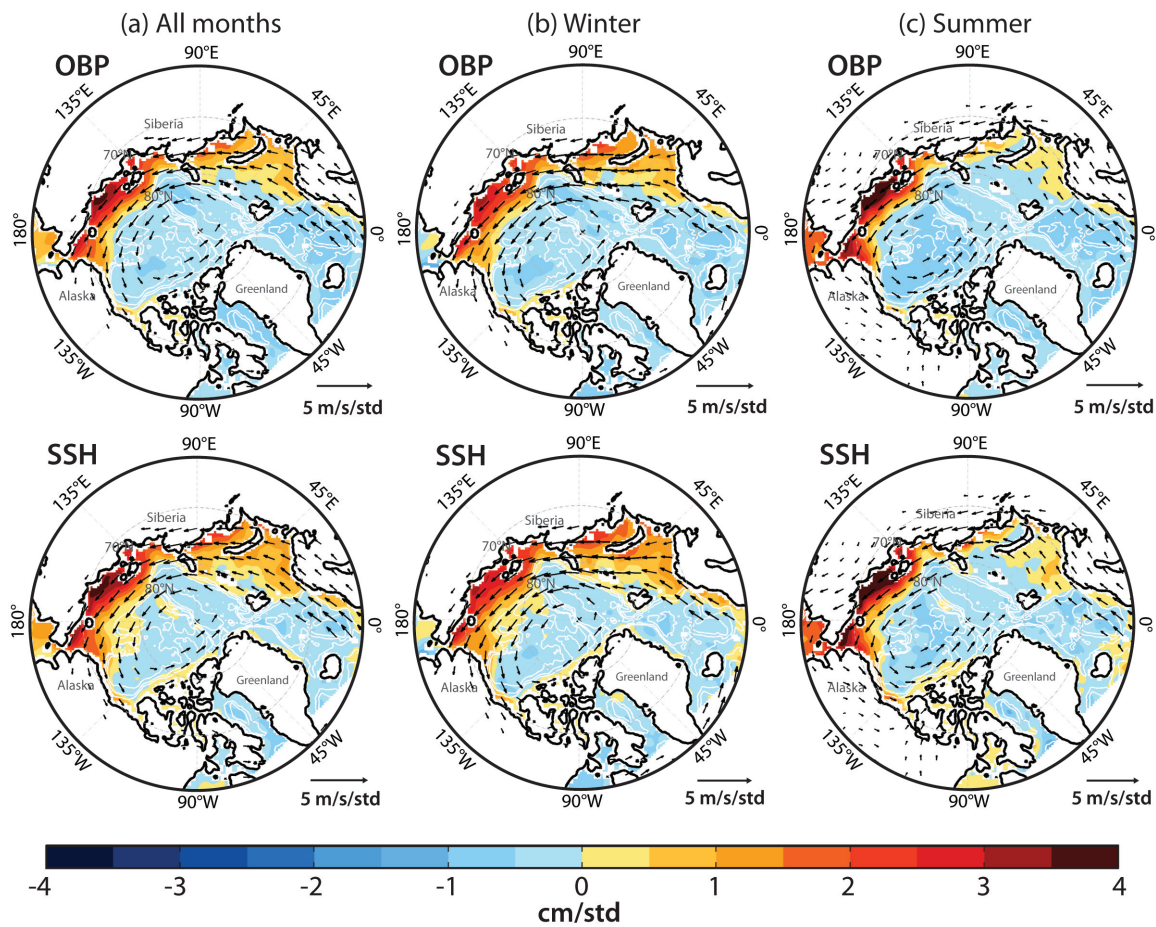 (a) All months
(b) Winter
(c) Summer
OBP
90°E
135°E
45°E
Siberia
70°N
80°N
180°
0°
Alaska
Greenland
135°W
45°W
90°W
5 m/s/std
OBP
90°E
135°E
45°E
Siberia
70°N
80°N
180°
0°
Alaska
Greenland
135°W
45°W
90°W
5 m/s/std
OBP
90°E
135°E
45°E
Siberia
70°N
80°N
180°
0°
Alaska
Greenland
135°W
45°W
90°W
5 m/s/std
SSH
90°E
135°E
45°E
Siberia
70°N
80°N
180°
0°
Alaska
Greenland
135°W
45°W
90°W
5 m/s/std
SSH
90°E
135°E
45°E
Siberia
70°N
80°N
180°
0°
Alaska
Greenland
135°W
45°W
90°W
5 m/s/std
SSH
90°E
135°E
45°E
Siberia
70°N
80°N
180°
0°
Alaska
Greenland
135°W
45°W
90°W
5 m/s/std
-4 -3 -2 -1 0 1 2 3 4
cm/std